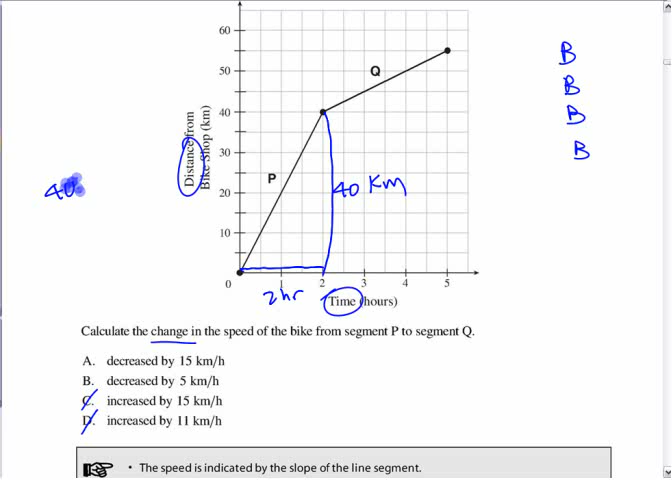 60
50
40
30
20
10
0
1
2
3
4
5
Distance from
Bike Shop (km)
Time (hours)
P
Q
40 Km
2 hr
40
B
B
B
B
Calculate the change in the speed of the bike from segment P to segment Q.
A. decreased by 15 km/h
B. decreased by 5 km/h
C. increased by 15 km/h
D. increased by 11 km/h
• The speed is indicated by the slope of the line segment.